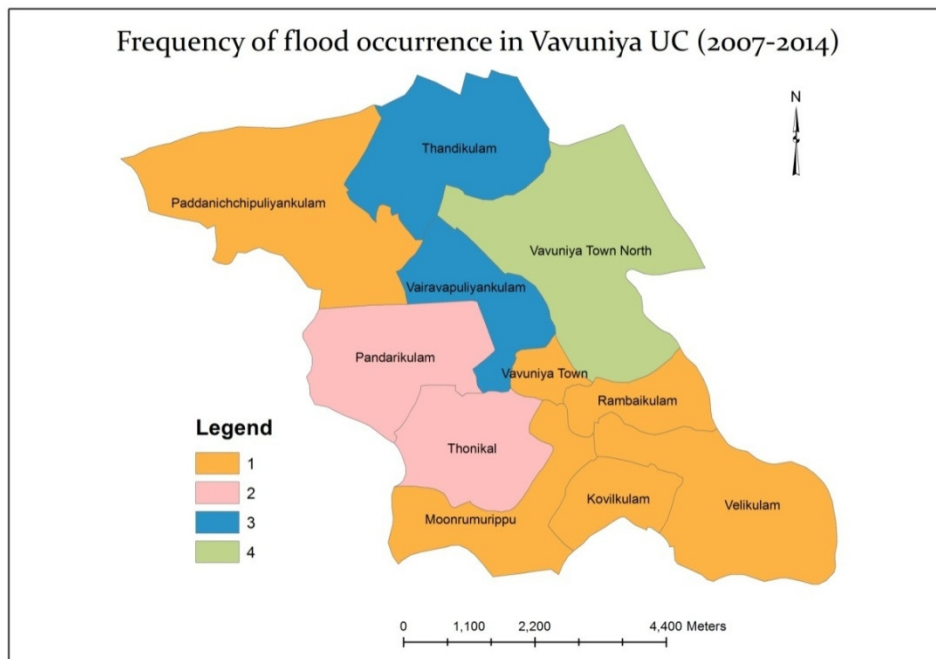 Frequency of flood occurrence in Vavuniya UC (2007-2014)
N
Thandikulam
Paddanichchipuliyankulam
Vavuniya Town North
Vairavapuliyankulam
Pandarikulam
Vavuniya Town
Rambaikulam
Thonikal
Kovilkulam
Velikulam
Moonrumurippu
Legend
1
2
3
4
0 1,100 2,200 4,400 Meters